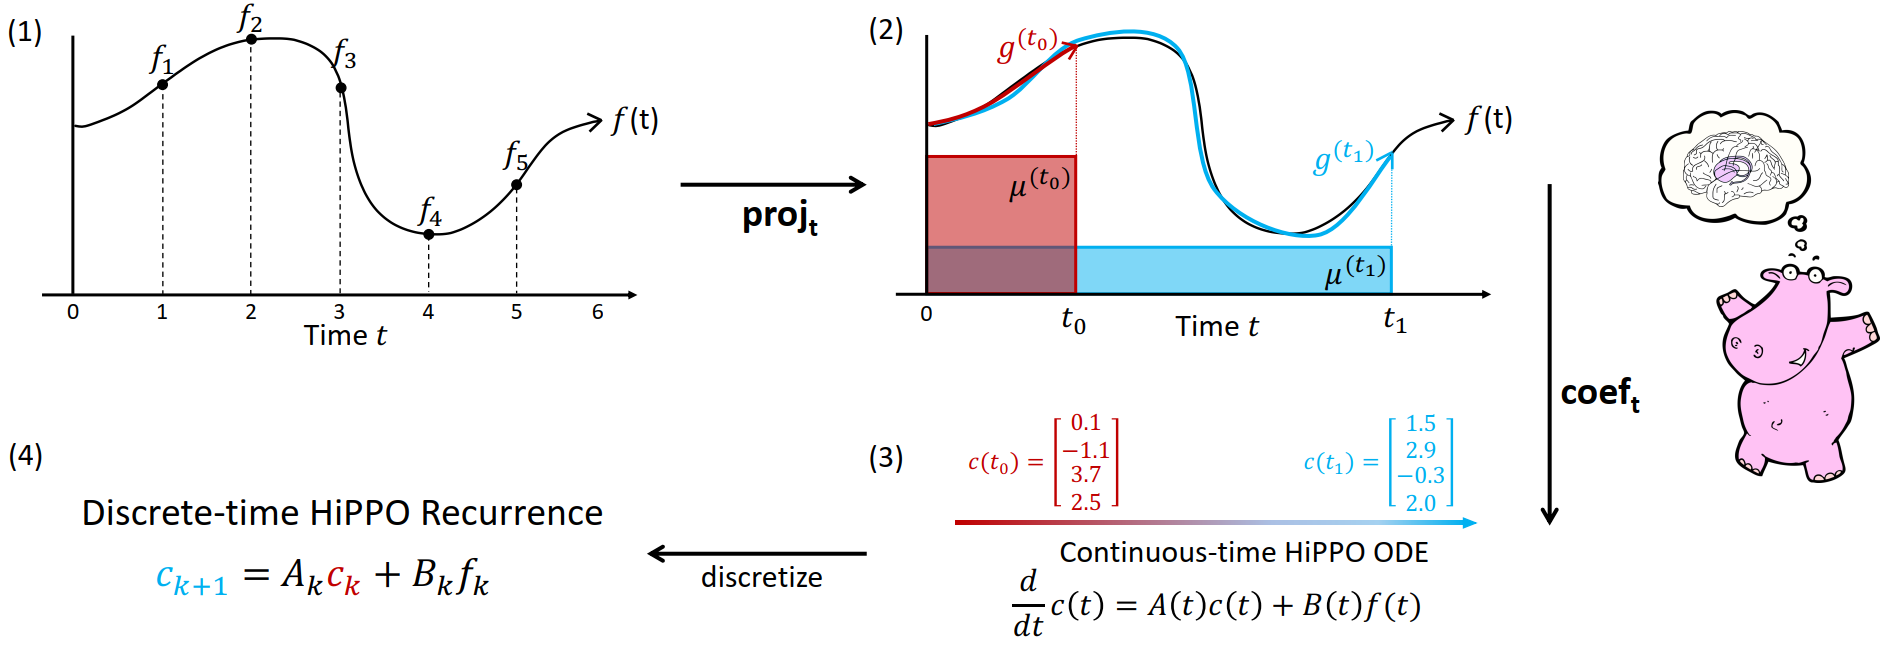 (1)
f₁
f₂
f₃
f₄
f₅
f (t)
0 1 2 3 4 5 6
Time t
proj_t
(2)
g^(t₀)
g^(t₁)
f (t)
μ^(t₀)
μ^(t₁)
0 t₀ t₁
Time t
coef_t
(3)
c(t₀) = [0.1
−1.1
3.7
2.5]
c(t₁) = [1.5
2.9
−0.3
2.0]
Continuous-time HiPPO ODE
d/dt c(t) = A(t)c(t) + B(t)f(t)
discretize
(4)
Discrete-time HiPPO Recurrence
c_{k+1} = A_k c_k + B_k f_k